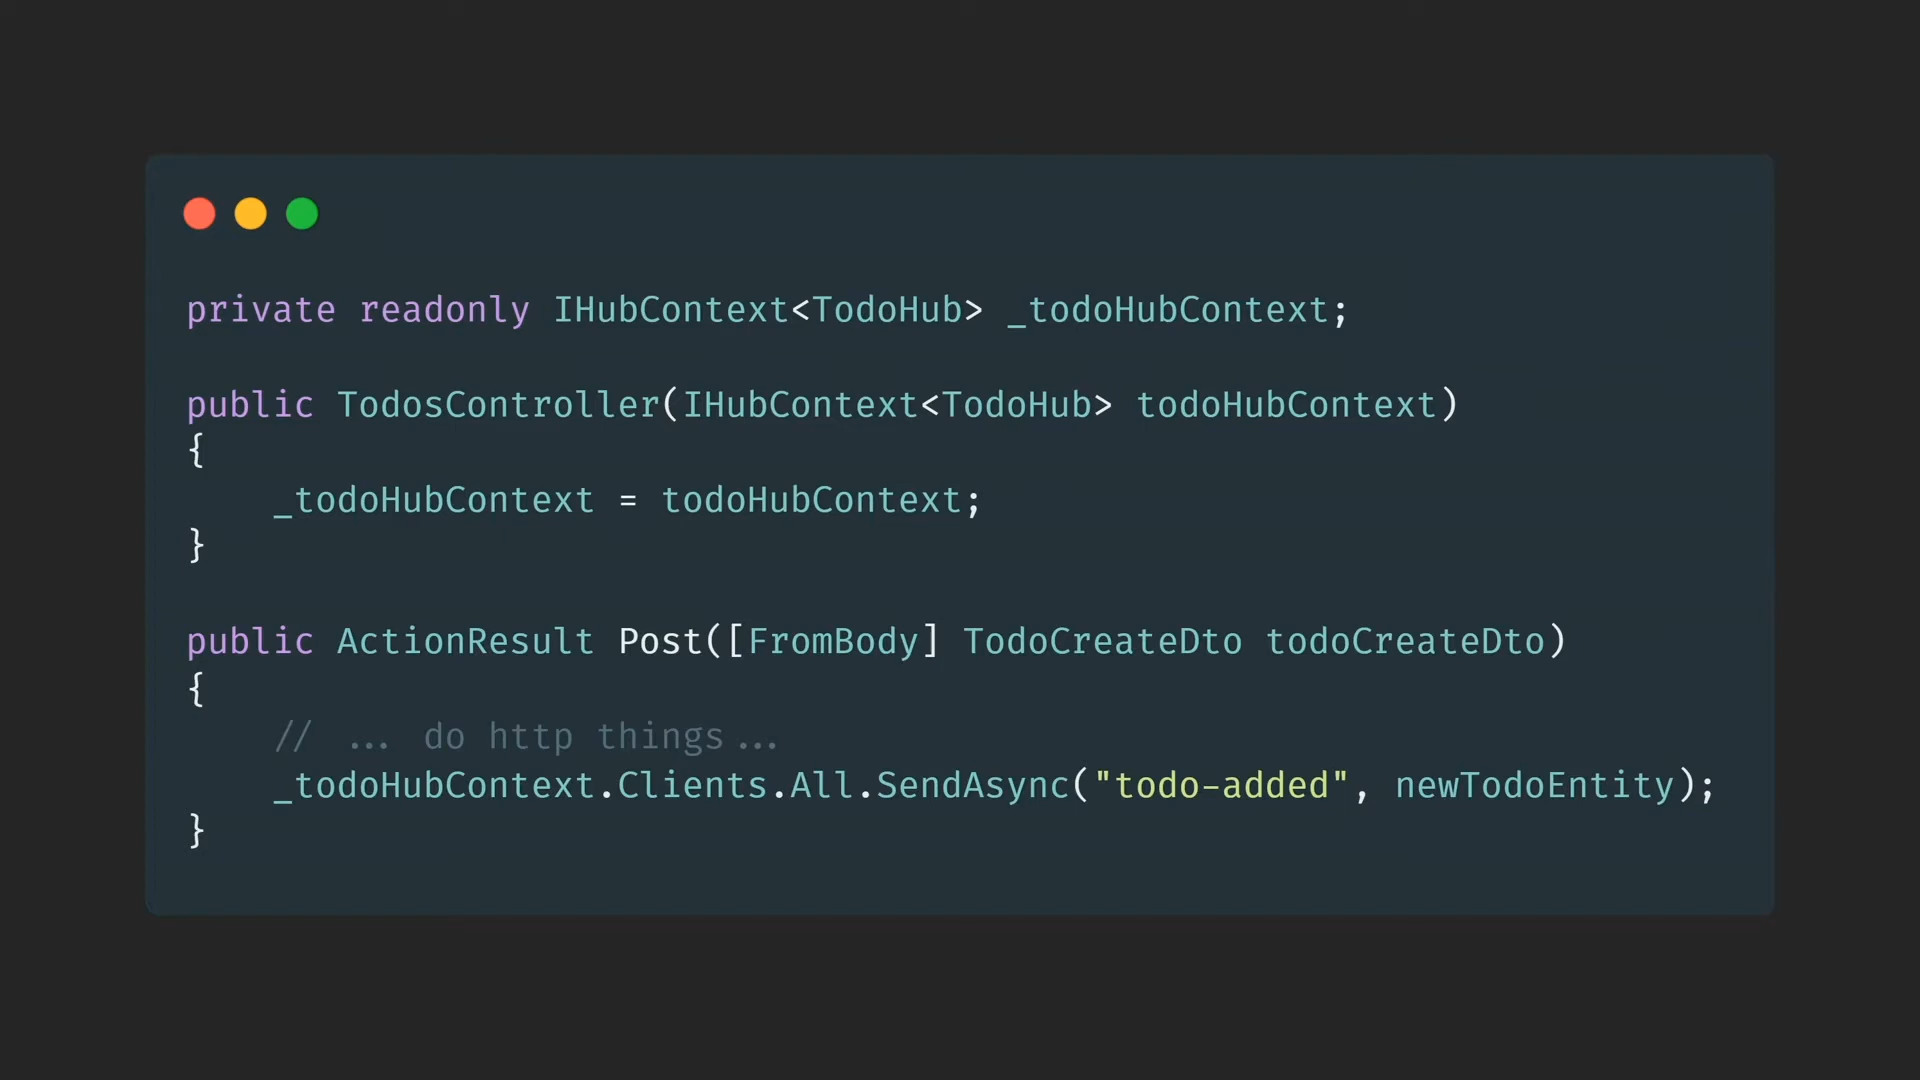 private readonly IHubContext<TodoHub> _todoHubContext;
public TodosController(IHubContext<TodoHub> todoHubContext)
{
_todoHubContext = todoHubContext;
}
public ActionResult Post([FromBody] TodoCreateDto todoCreateDto)
{
// ... do http things...
_todoHubContext.Clients.All.SendAsync("todo-added", newTodoEntity);
}